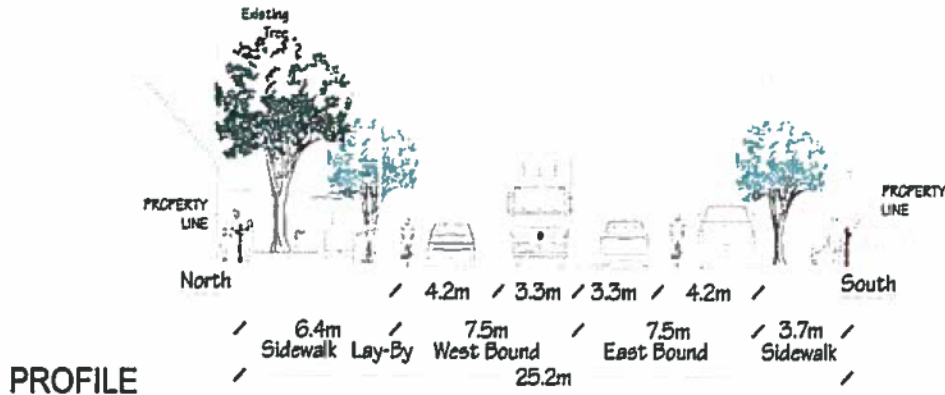 Existing
Tree
PROPERTY
LINE
PROPERTY
LINE
North
South
4.2m 3.3m 3.3m 4.2m
6.4m 7.5m 7.5m 3.7m
Sidewalk Lay-By West Bound East Bound Sidewalk
25.2m
PROFILE